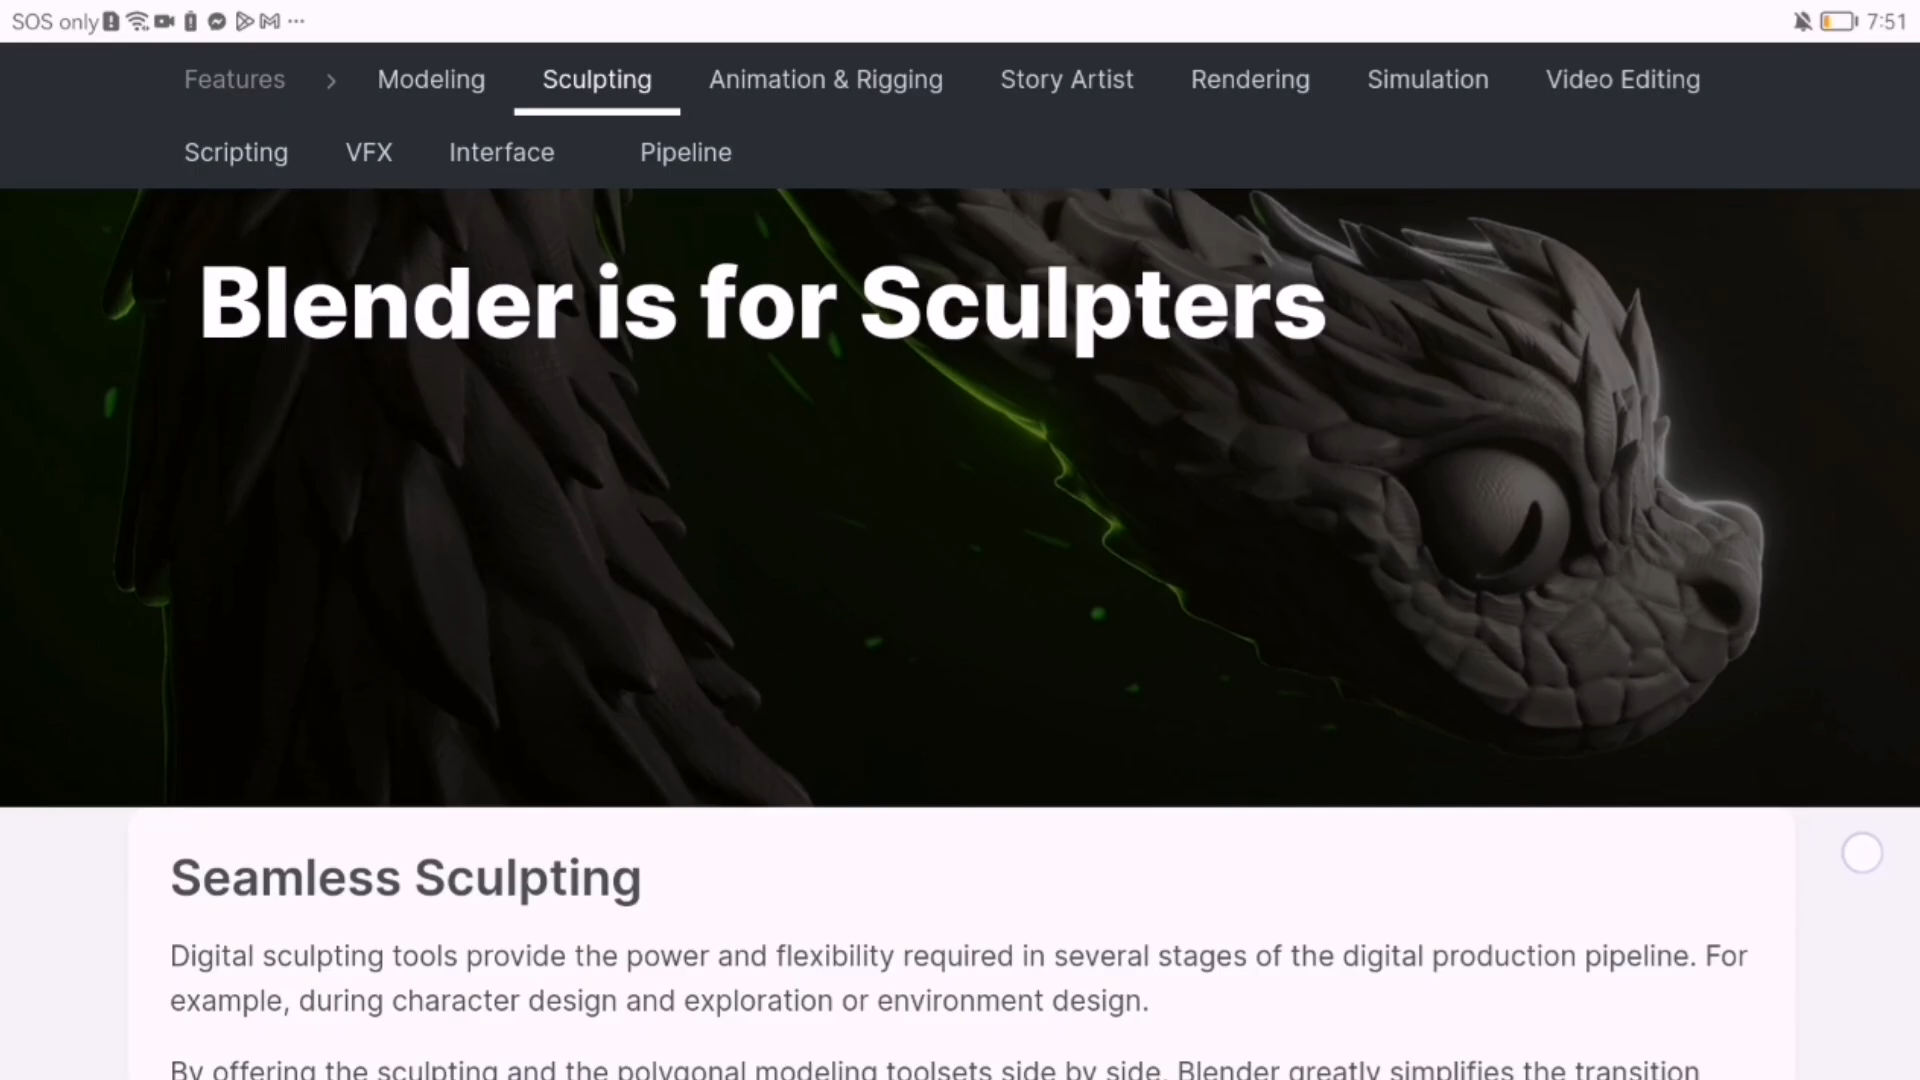 SOS only 7:51
Features > Modeling Sculpting Animation & Rigging Story Artist Rendering Simulation Video Editing
Scripting VFX Interface Pipeline
Blender is for Sculpters
Seamless Sculpting
Digital sculpting tools provide the power and flexibility required in several stages of the digital production pipeline. For
example, during character design and exploration or environment design.
By offering the sculpting and the polygonal modeling toolsets side by side, Blender greatly simplifies the transition